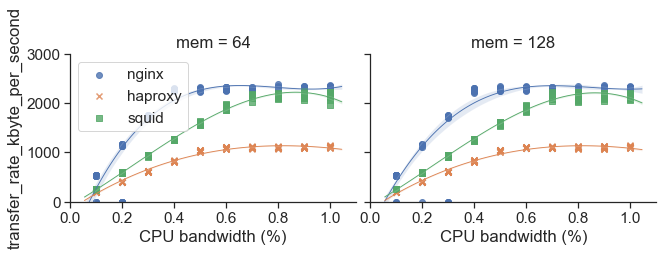 mem = 64
mem = 128
transfer_rate_kbyte_per_second
3000
2000
1000
0
nginx
haproxy
squid
0.0 0.2 0.4 0.6 0.8 1.0
0.0 0.2 0.4 0.6 0.8 1.0
CPU bandwidth (%)
CPU bandwidth (%)